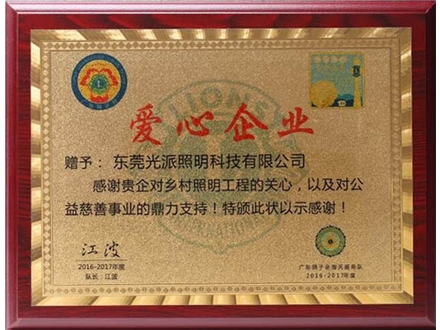 爱心企业
赠予：东莞光派照明科技有限公司
感谢贵企对乡村照明工程的关心，以及对公
益慈善事业的鼎力支持！特颁此状以示感谢！
LIONS
INTERNATIONAL
江波
2016-2017年度
队长：江波
2016-2017年度